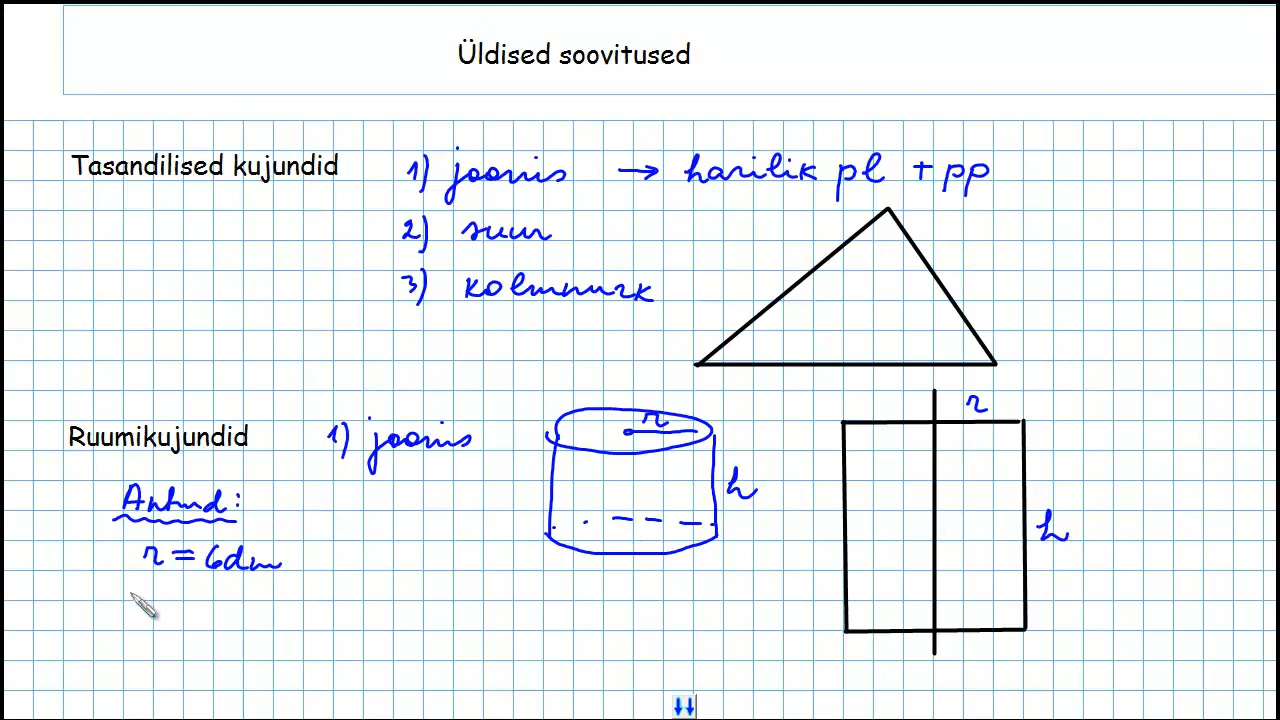 Üldised soovitused
Tasandilised kujundid
1) joonis → harilik pl + pp
2) suur
3) kolmnurk
Ruumikujundid
1) joonis
r
h
r
h
Antud:
r = 6dm